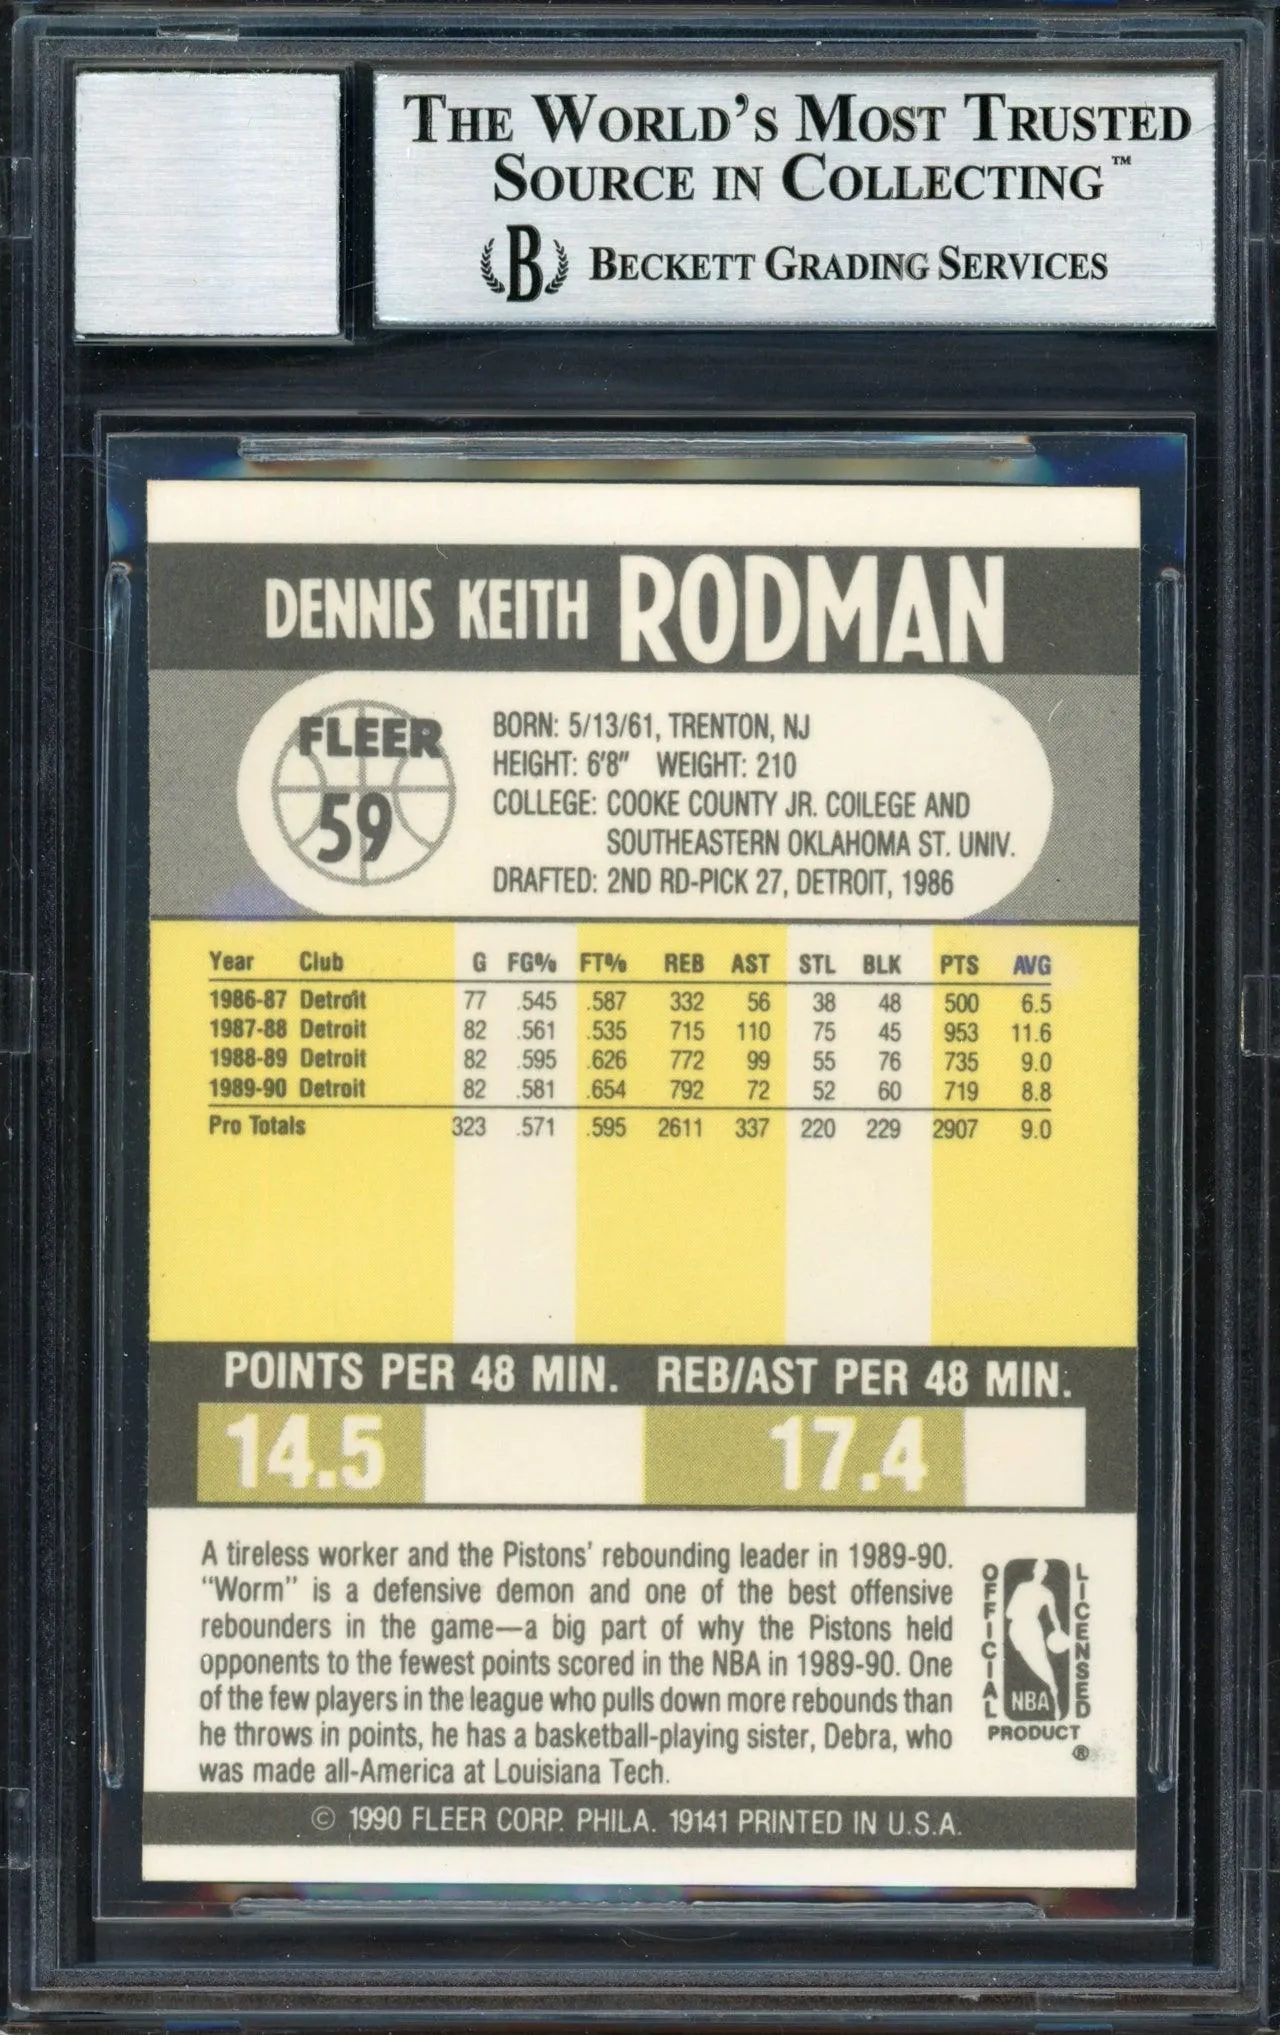 THE WORLD'S MOST TRUSTED
SOURCE IN COLLECTING™
B BECKETT GRADING SERVICES
DENNIS KEITH RODMAN
FLEER
59
BORN: 5/13/61, TRENTON, NJ
HEIGHT: 6'8" WEIGHT: 210
COLLEGE: COOKE COUNTY JR. COILEGE AND
SOUTHEASTERN OKLAHOMA ST. UNIV.
DRAFTED: 2ND RD-PICK 27, DETROIT, 1986
Year Club G FG% FT% REB AST STL BLK PTS AVG
1986-87 Detroit 77 .545 .587 332 56 38 48 500 6.5
1987-88 Detroit 82 .561 .535 715 110 75 45 953 11.6
1988-89 Detroit 82 .595 .626 772 99 55 76 735 9.0
1989-90 Detroit 82 .581 .654 792 72 52 60 719 8.8
Pro Totals 323 .571 .595 2611 337 220 229 2907 9.0
POINTS PER 48 MIN. REB/AST PER 48 MIN.
14.5 17.4
A tireless worker and the Pistons' rebounding leader in 1989-90.
"Worm" is a defensive demon and one of the best offensive
rebounders in the game—a big part of why the Pistons held
opponents to the fewest points scored in the NBA in 1989-90. One
of the few players in the league who pulls down more rebounds than
he throws in points, he has a basketball-playing sister, Debra, who
was made all-America at Louisiana Tech.
OFFICIAL LICENSED
NBA
PRODUCT
®
© 1990 FLEER CORP. PHILA. 19141 PRINTED IN U.S.A.